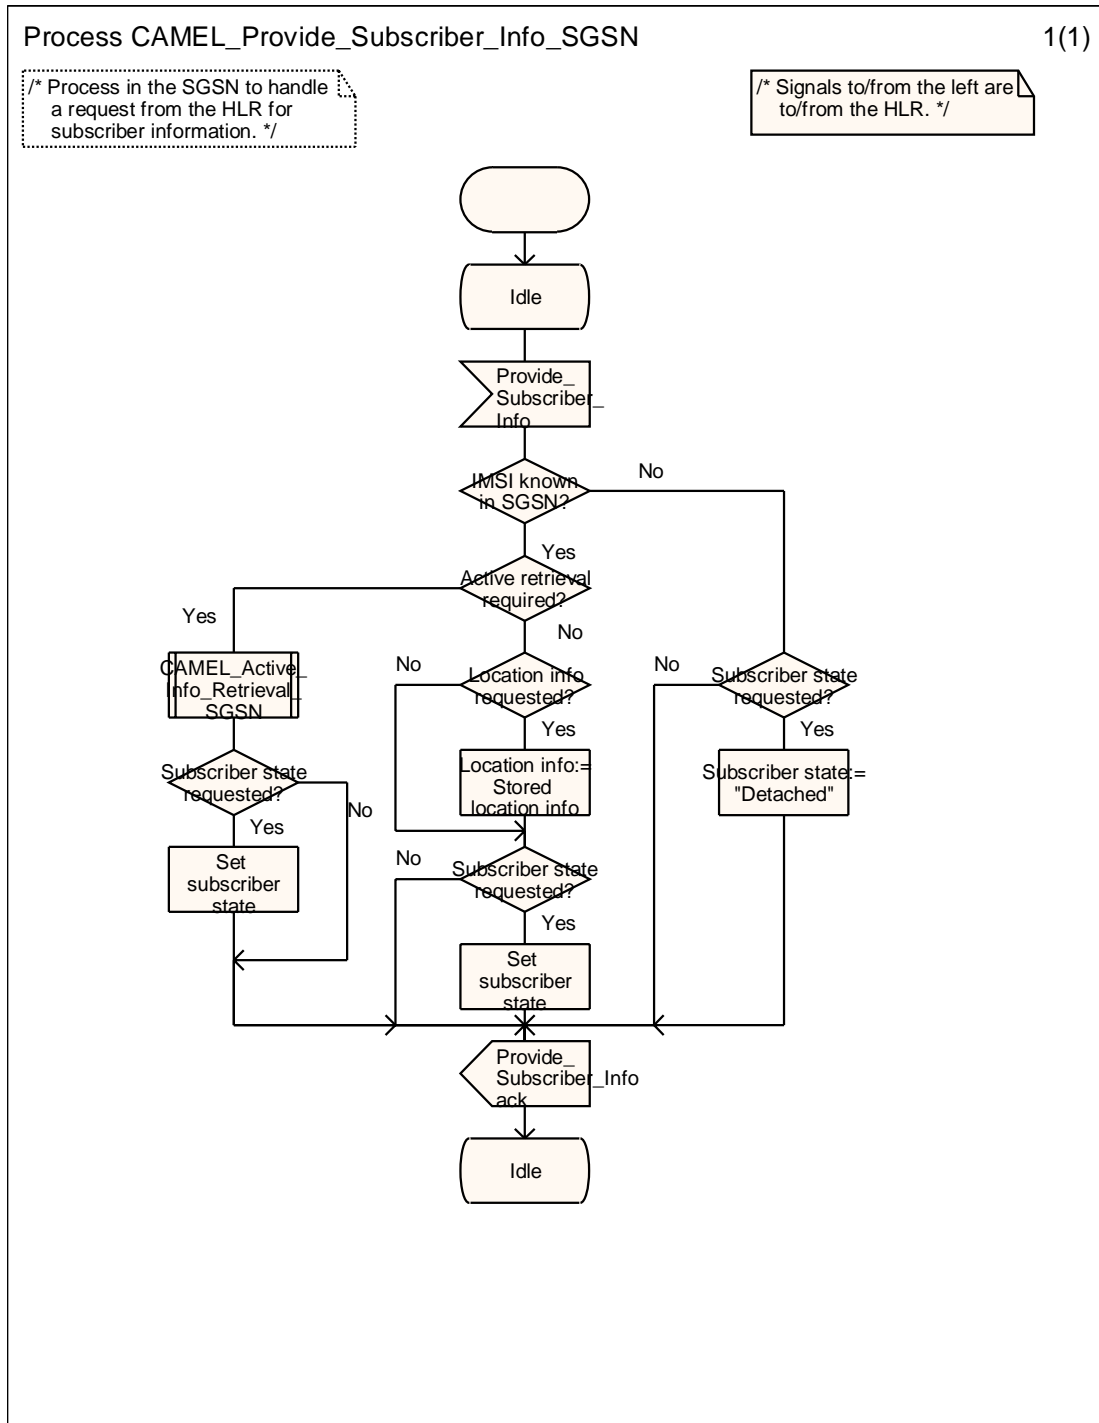 Process CAMEL_Provide_Subscriber_Info_SGSN
1(1)
/* Process in the SGSN to handle
a request from the HLR for
subscriber information. */
/* Signals to/from the left are
to/from the HLR. */
Idle
Provide_
Subscriber_
Info
IMSI known
in SGSN?
No
Yes
Active retrieval
required?
Yes
No
CAMEL_Active_
Info_Retrieval_
SGSN
No
Location info
requested?
No
Subscriber state
requested?
Yes
Yes
Subscriber state
requested?
Location info:=
Stored
location info
Subscriber state:=
"Detached"
No
Yes
No
Subscriber state
requested?
Set
subscriber
state
Yes
Set
subscriber
state
Provide_
Subscriber_Info
ack
Idle